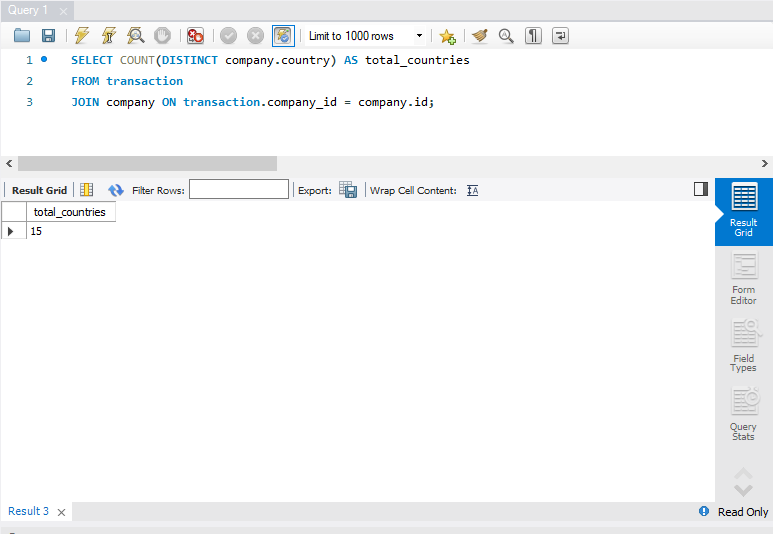 Query 1
Limit to 1000 rows
1 SELECT COUNT(DISTINCT company.country) AS total_countries
2 FROM transaction
3 JOIN company ON transaction.company_id = company.id;
Result Grid
Filter Rows:
Export:
Wrap Cell Content:
total_countries
15
Result
Grid
Form
Editor
Field
Types
Query
Stats
Result 3
Read Only